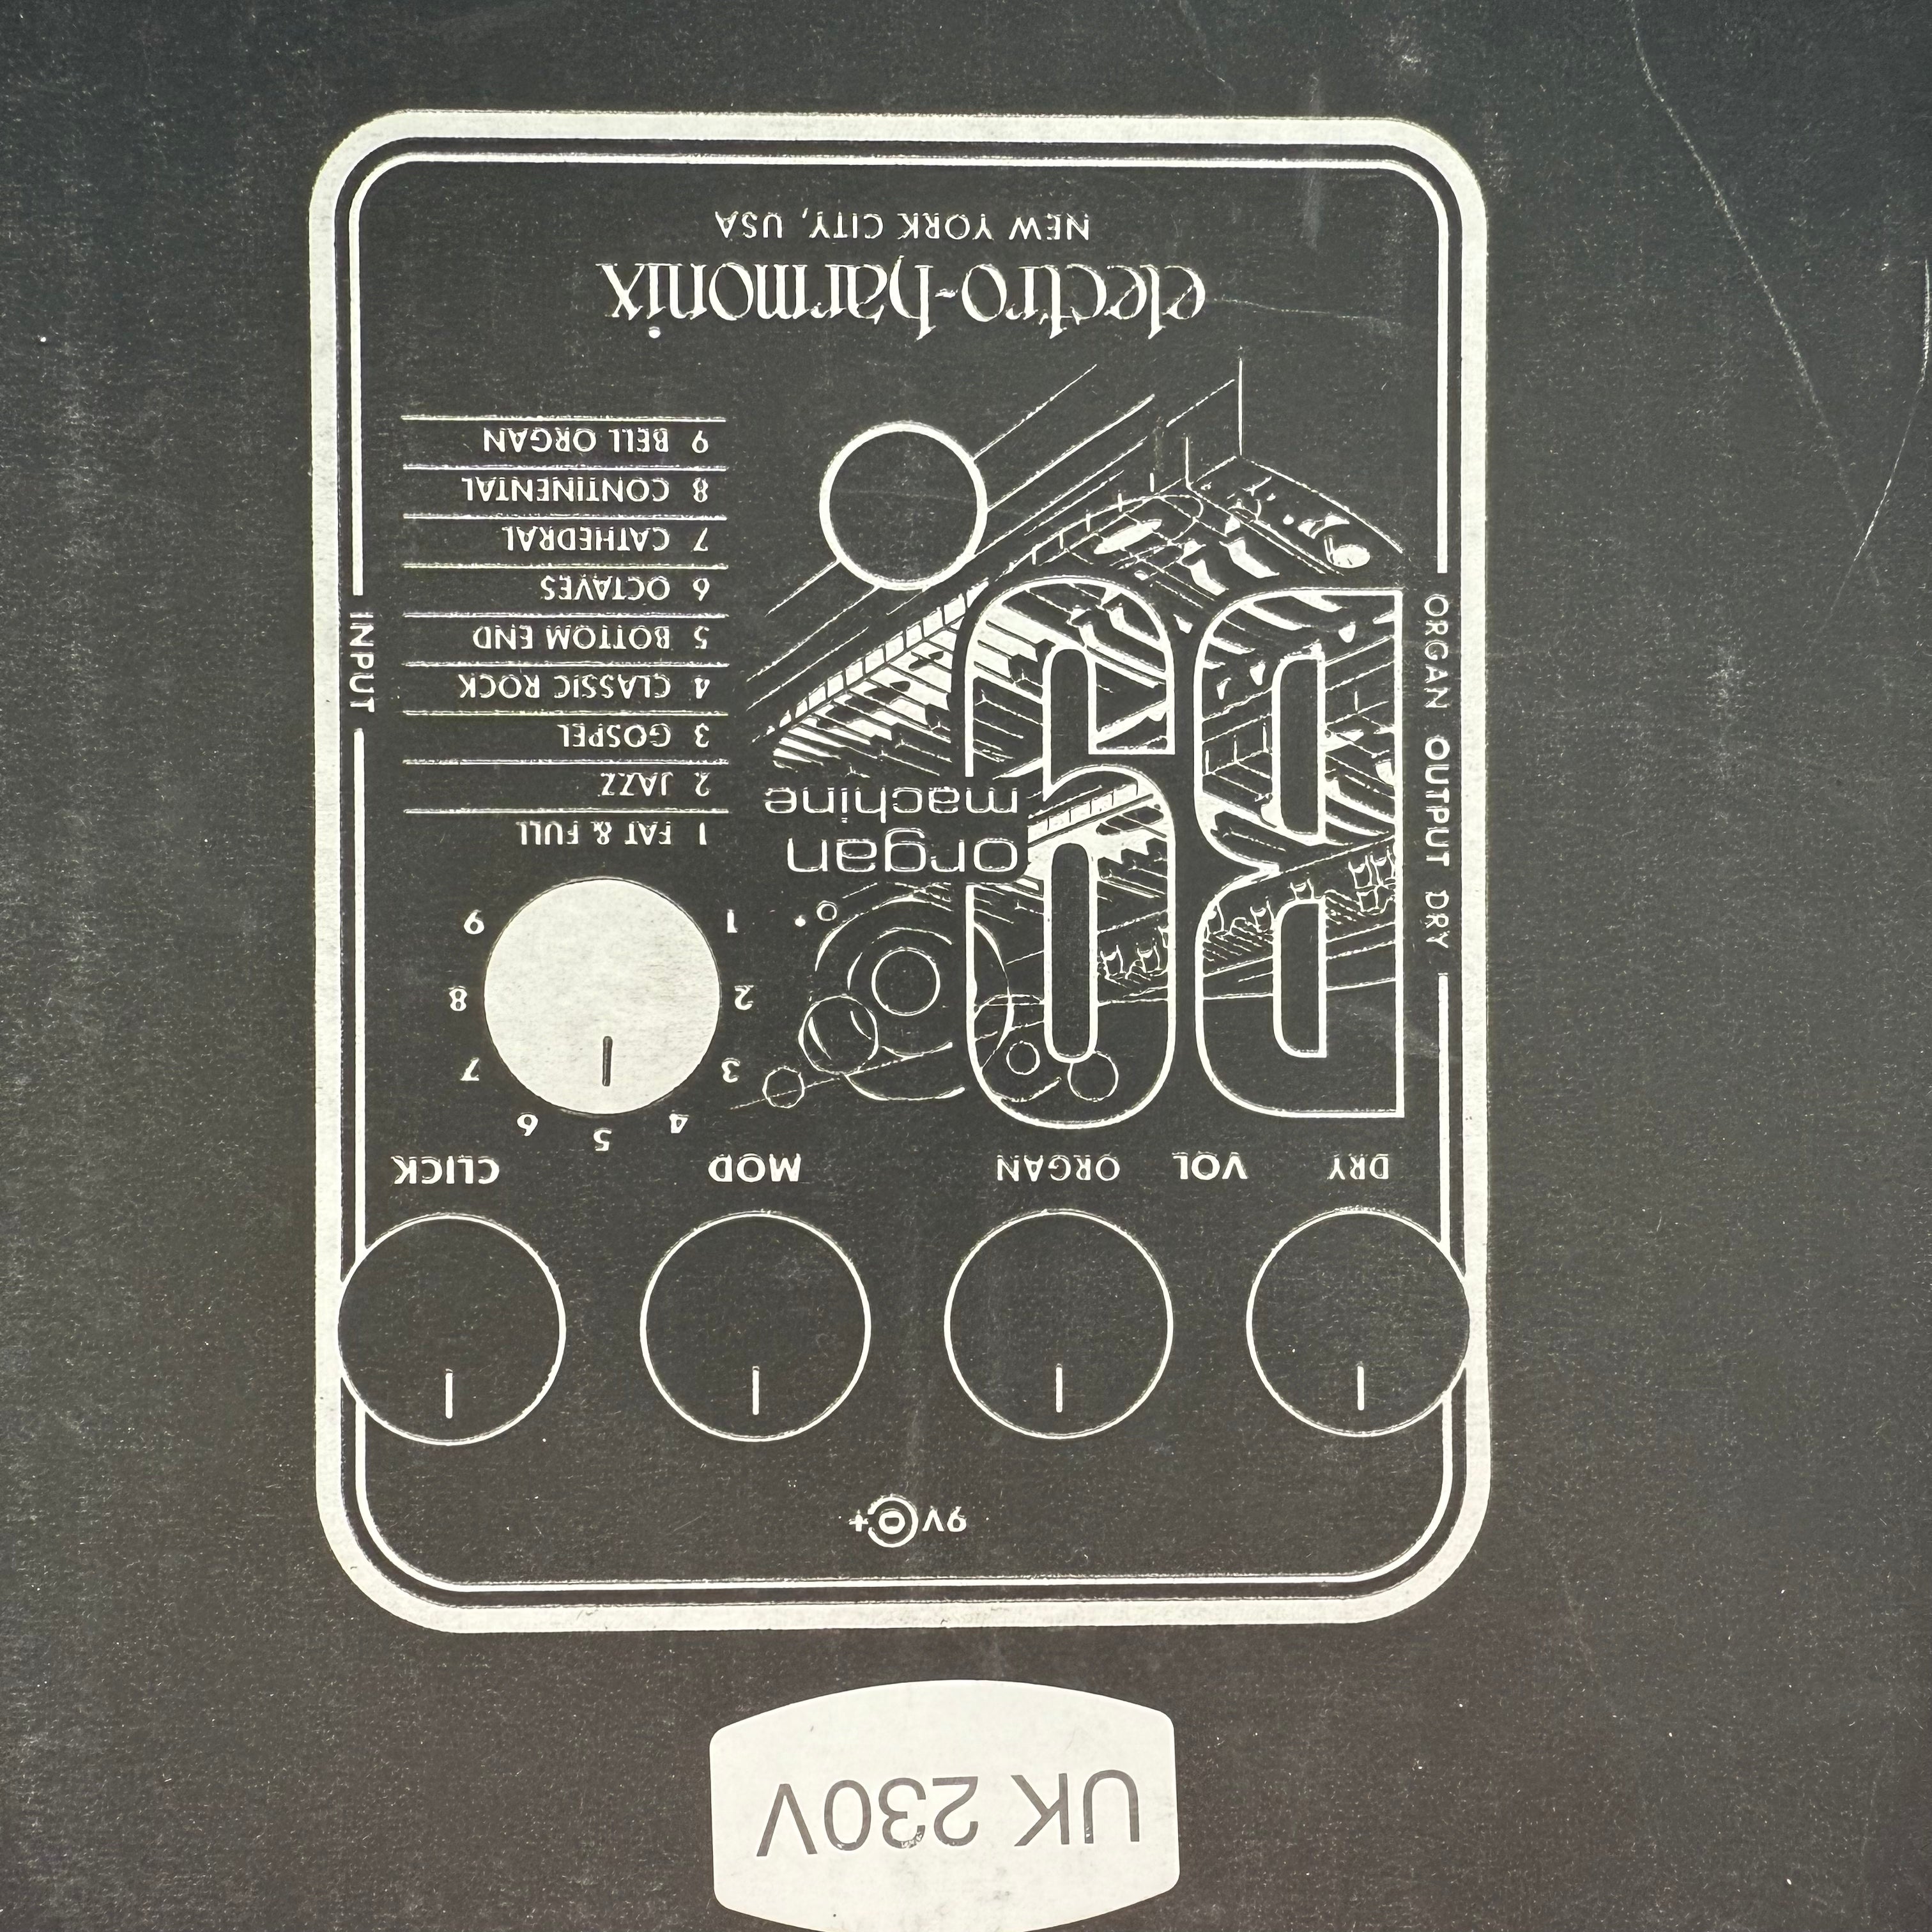 UK 230V
9V
+
DRY VOL ORGAN
MOD
CLICK
4 5 6
3 7
2 8
1 9
B9
organ
machine
1 FAT & FULL
2 JAZZ
3 GOSPEL
4 CLASSIC ROCK
5 BOTTOM END
6 OCTAVES
7 CATHEDRAL
8 CONTINENTAL
9 BELL ORGAN
DRY OUTPUT ORGAN
INPUT
electro-harmonix
NEW YORK CITY, USA